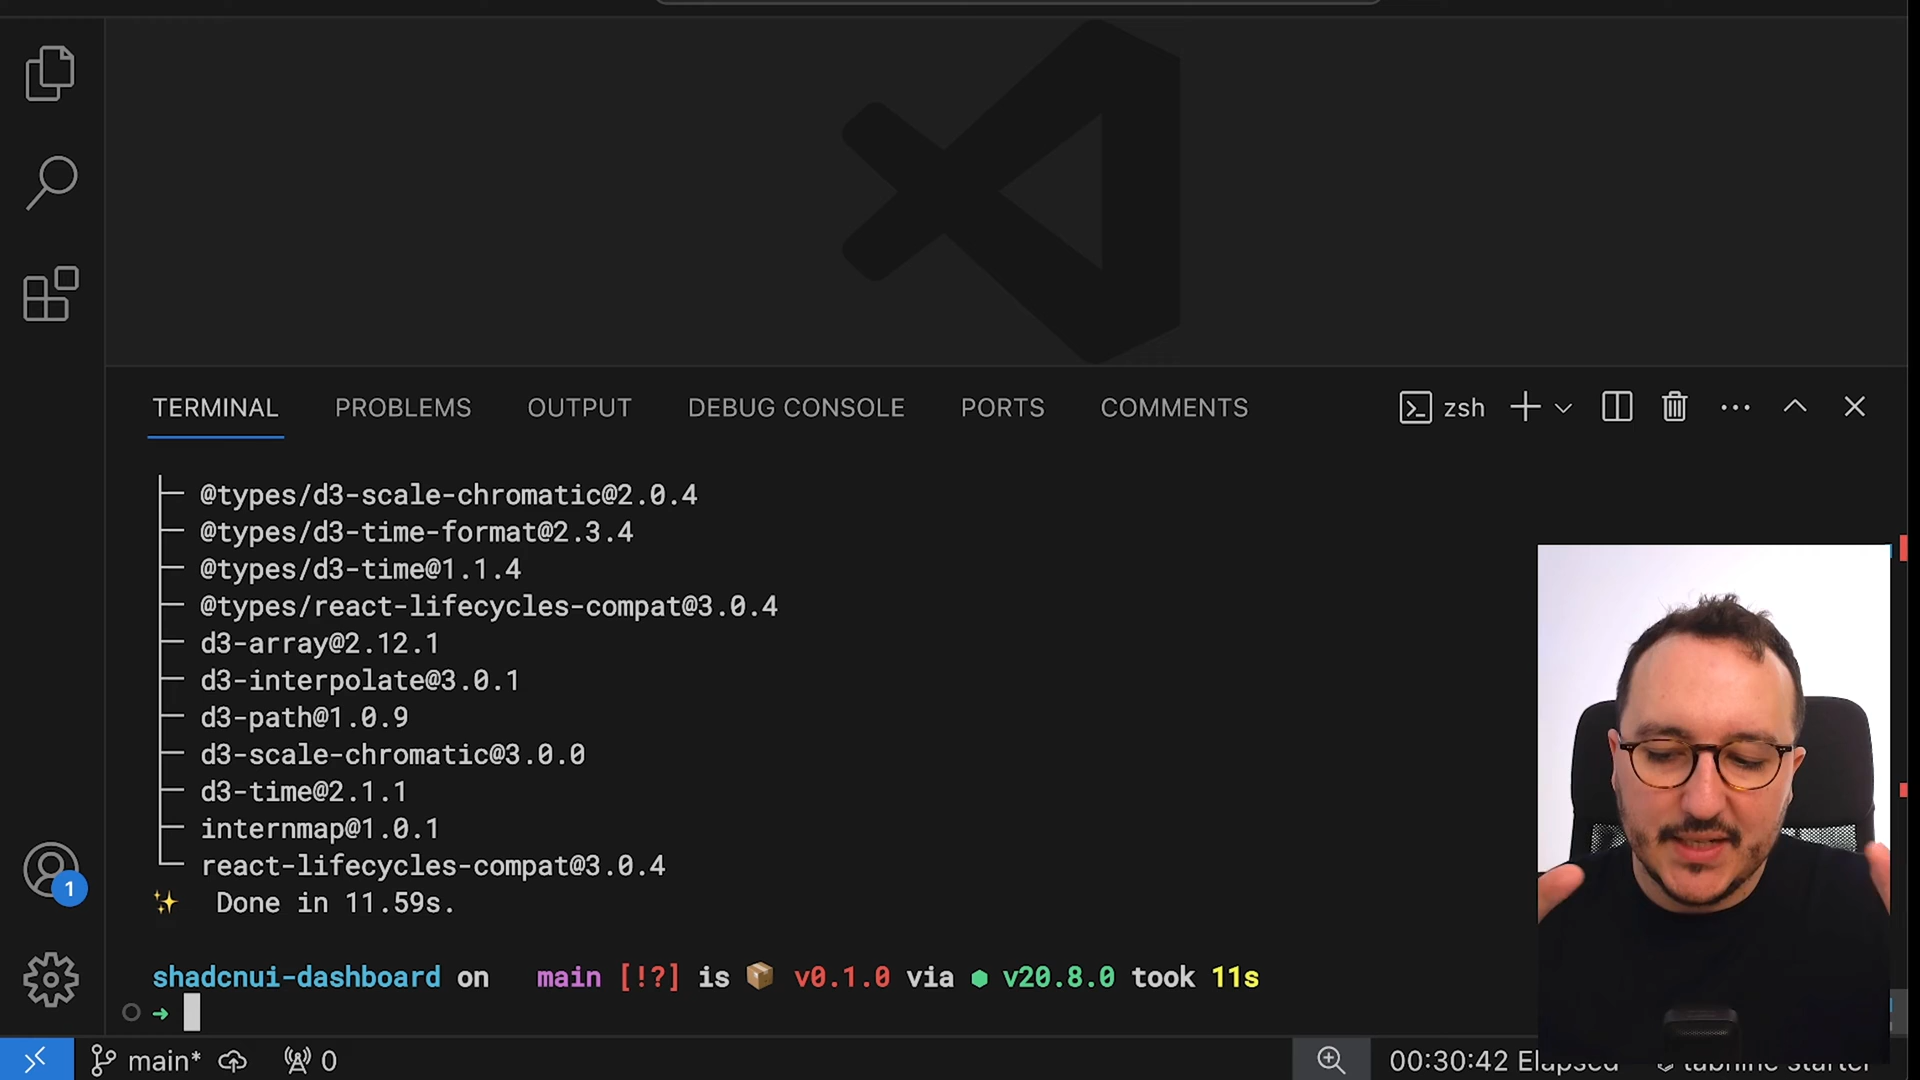 TERMINAL PROBLEMS OUTPUT DEBUG CONSOLE PORTS COMMENTS zsh
@types/d3-scale-chromatic@2.0.4
@types/d3-time-format@2.3.4
@types/d3-time@1.1.4
@types/react-lifecycles-compat@3.0.4
d3-array@2.12.1
d3-interpolate@3.0.1
d3-path@1.0.9
d3-scale-chromatic@3.0.0
d3-time@2.1.1
internmap@1.0.1
react-lifecycles-compat@3.0.4
✨ Done in 11.59s.
shadcnui-dashboard on main [!?] is 📦 v0.1.0 via ⬢ v20.8.0 took 11s
➜
1
main* 0 00:30:42 Elapsed tabnine starter